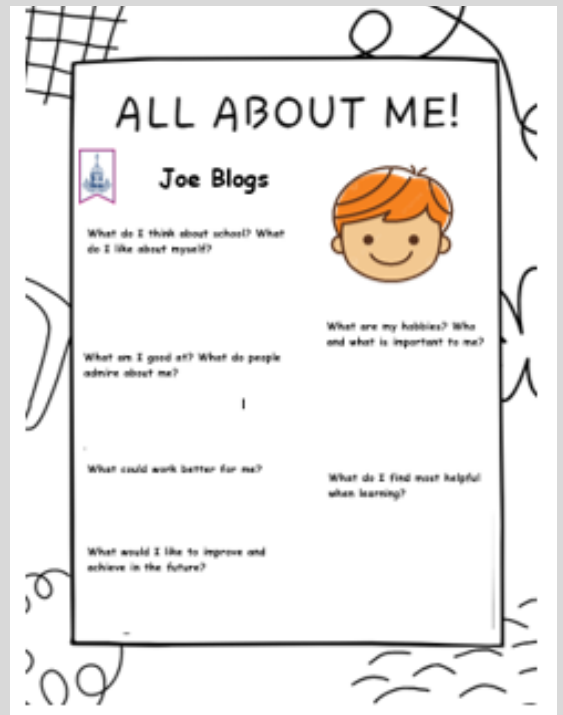 ALL ABOUT ME!
Joe Blogs
What do I think about school? What
do I like about myself?
What are my hobbies? Who
and what is important to me?
What am I good at? What do people
admire about me?
What could work better for me?
What do I find most helpful
when learning?
What would I like to improve and
achieve in the future?